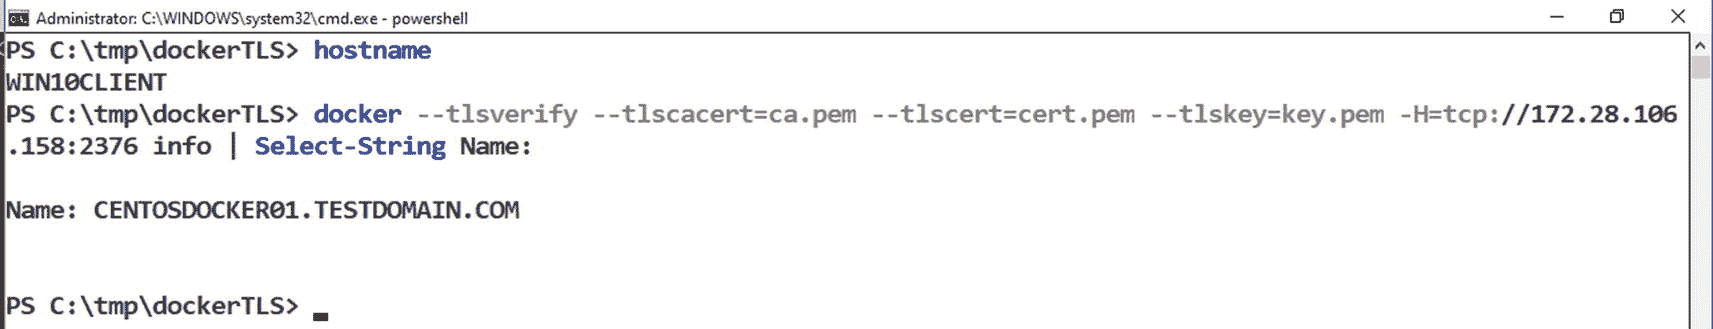 Administrator: C:\WINDOWS\system32\cmd.exe - powershell
PS C:\tmp\dockerTLS> hostname
WIN10CLIENT
PS C:\tmp\dockerTLS> docker --tlsverify --tlscacert=ca.pem --tlscert=cert.pem --tlskey=key.pem -H=tcp://172.28.106
.158:2376 info | Select-String Name:
Name: CENTOSDOCKER01.TESTDOMAIN.COM
PS C:\tmp\dockerTLS>